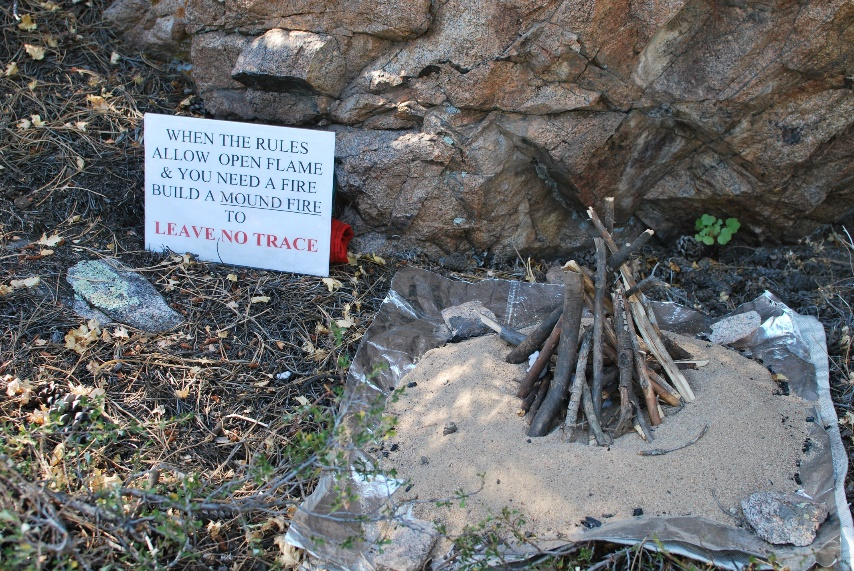 WHEN THE RULES
ALLOW OPEN FLAME
& YOU NEED A FIRE
BUILD A MOUND FIRE
TO
LEAVE NO TRACE